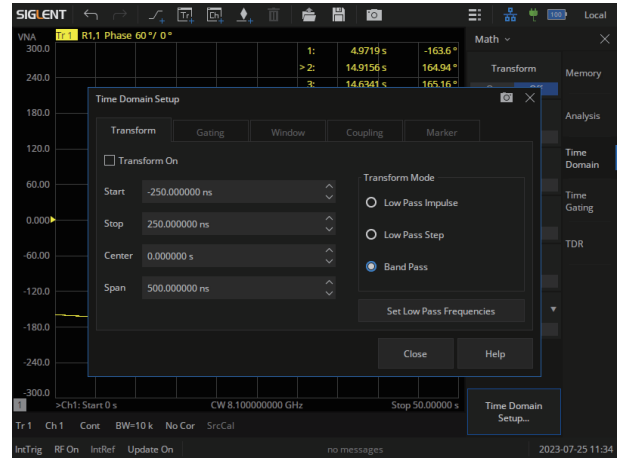 SIGLENT Tr Ch 100 Local
VNA Tr 1 R1,1 Phase 60°/ 0° Math
300.0 1: 4.9719 s -163.6 °
>2: 14.9156 s 164.94 ° Transform Memory
240.0 3: 14.6341 s 165.16 ° Off
Time Domain Setup
180.0 Transform Gating Window Coupling Marker Analysis
120.0 Transform On Time Domain
Transform Mode
60.00 Start -250.000000 ns Low Pass Impulse Time Gating
0.000 Stop 250.000000 ns Low Pass Step
TDR
-60.00 Center 0.000000 s Band Pass
-120.0 Span 500.000000 ns
Set Low Pass Frequencies
-180.0
Close Help
-240.0
-300.0
1 >Ch1: Start 0 s CW 8.100000000 GHz Stop 50.00000 s Time Domain Setup...
Tr 1 Ch 1 Cont BW=10 k No Cor SrcCal
IntTrig RF On IntRef Update On no messages 2023-07-25 11:34